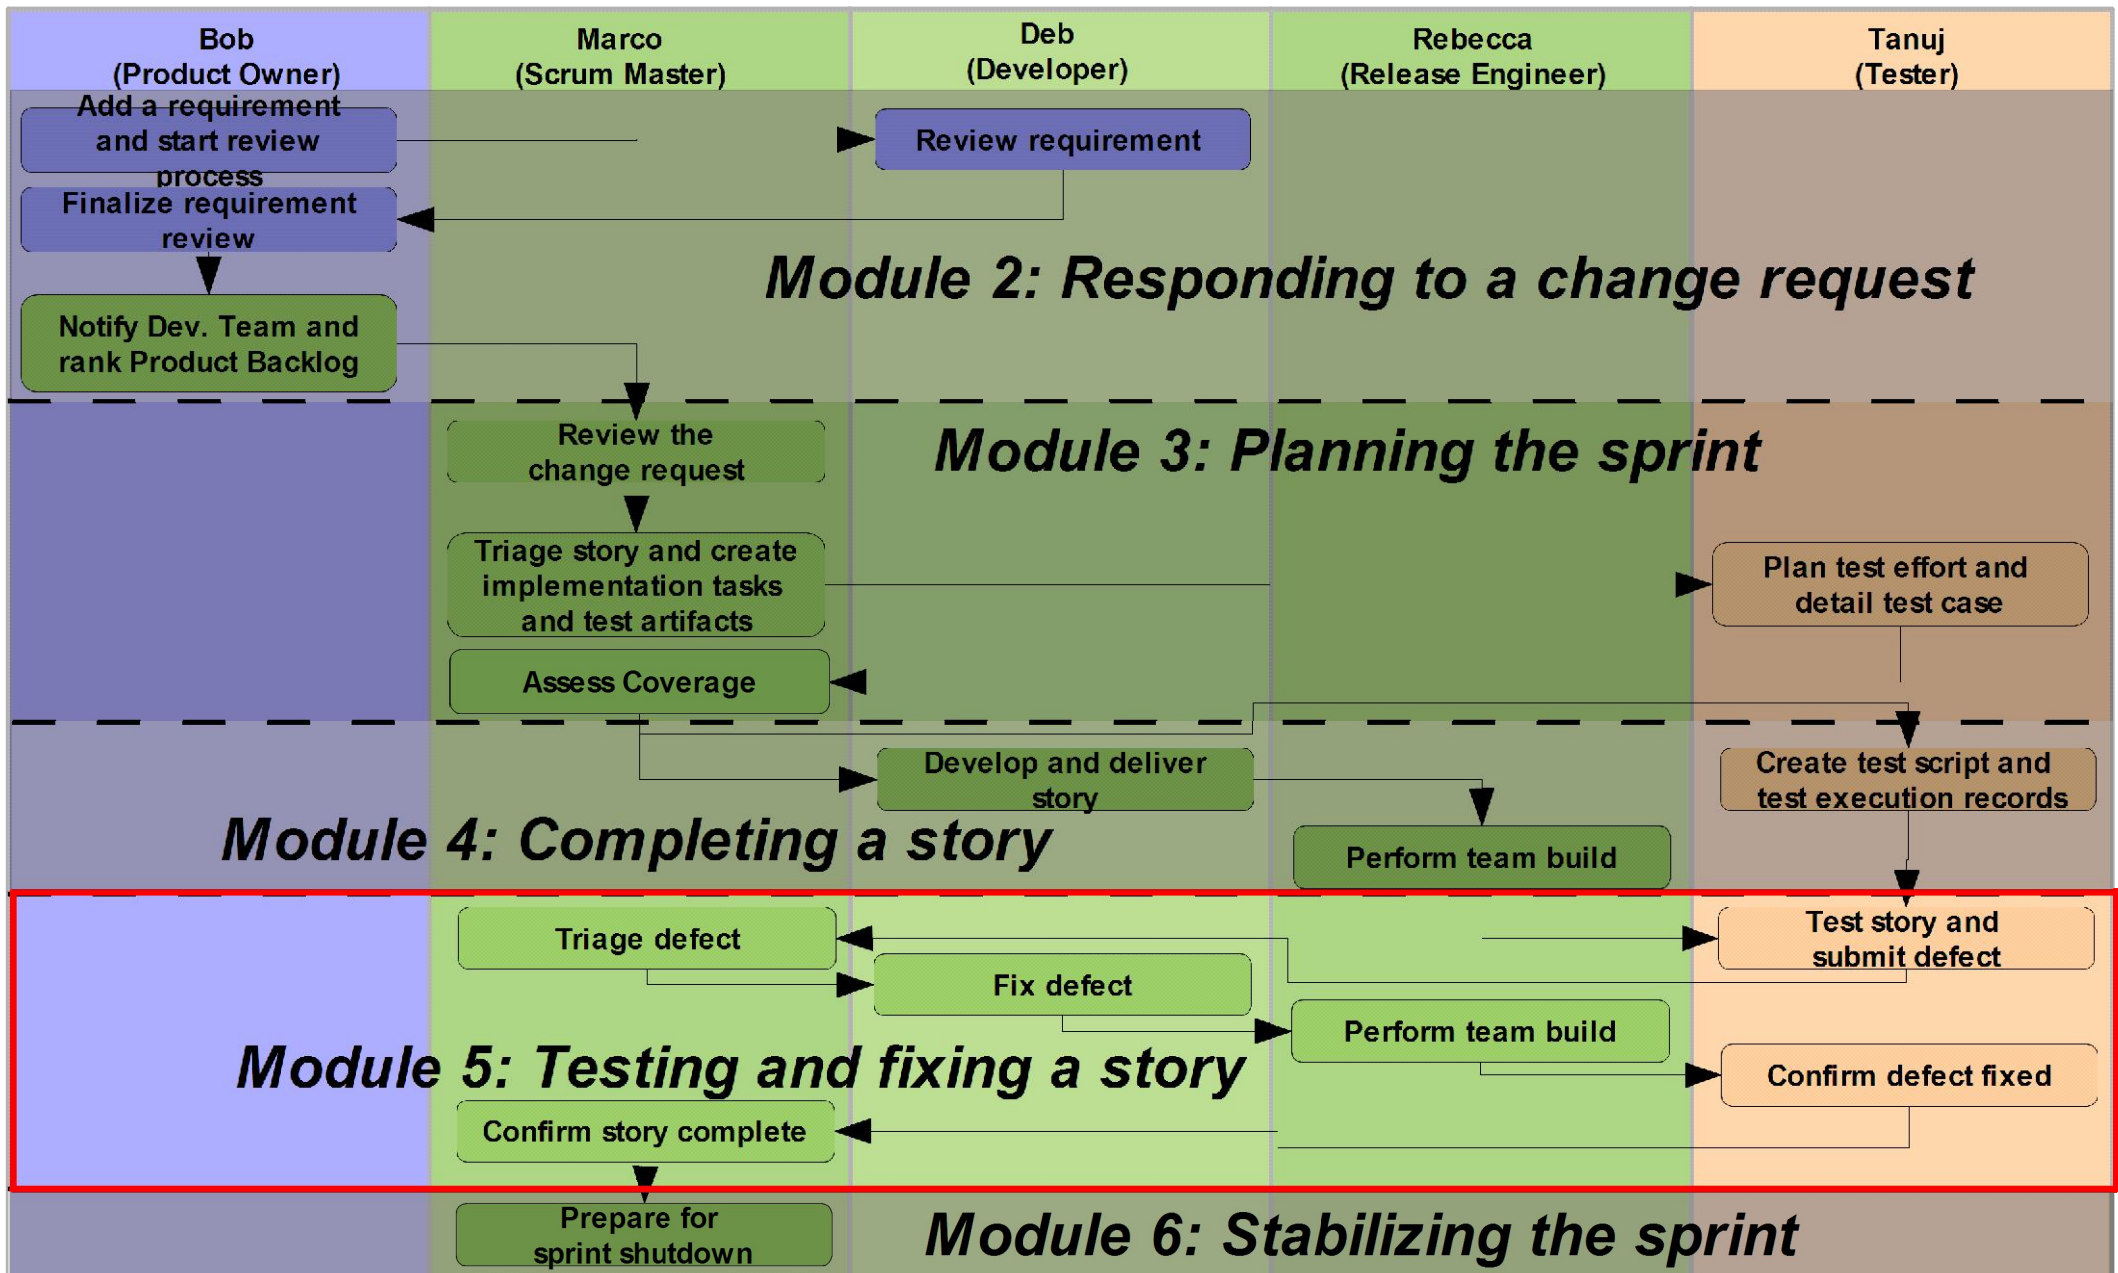 Bob
(Product Owner)
Marco
(Scrum Master)
Deb
(Developer)
Rebecca
(Release Engineer)
Tanuj
(Tester)
Add a requirement
and start review
process
Review requirement
Finalize requirement
review
Module 2: Responding to a change request
Notify Dev. Team and
rank Product Backlog
Review the
change request
Module 3: Planning the sprint
Triage story and create
implementation tasks
and test artifacts
Plan test effort and
detail test case
Assess Coverage
Develop and deliver
story
Create test script and
test execution records
Module 4: Completing a story
Perform team build
Triage defect
Test story and
submit defect
Fix defect
Perform team build
Module 5: Testing and fixing a story
Confirm defect fixed
Confirm story complete
Prepare for
sprint shutdown
Module 6: Stabilizing the sprint